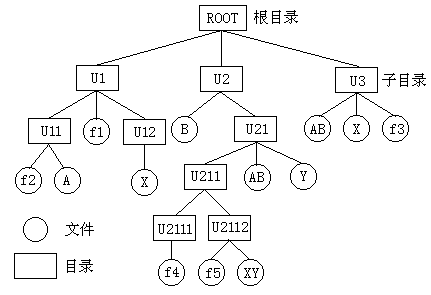 ROOT 根目录
U1 U2 U3 子目录
U11 f1 U12 B U21 AB X f3
f2 A X U211 AB Y
文件 U2111 U2112
目录 f4 f5 XY